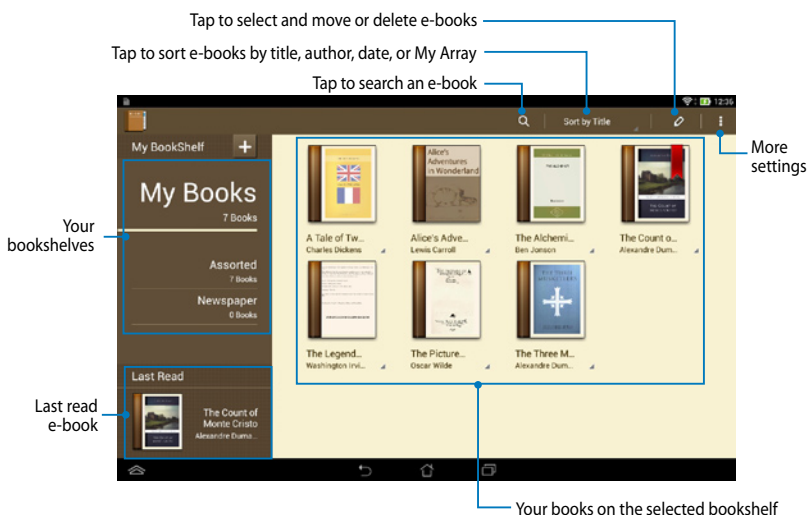 Tap to select and move or delete e-books
Tap to sort e-books by title, author, date, or My Array
Tap to search an e-book
12:36
Sort by Title
More
settings
My BookShelf
My Books
7 Books
Your
bookshelves
Assorted
7 Books
Newspaper
0 Books
Alice's
Adventures
in Wonderland
A Tale of Tw...
Charles Dickens
Alice's Adve...
Lewis Carroll
The Alchemi...
Ben Jonson
The Count o...
Alexandre Dum...
THE THREE
MUSKETEERS
The Legend...
Washington Irvi...
The Picture...
Oscar Wilde
The Three M...
Alexandre Dum...
Last Read
Last read
e-book
The Count of
Monte Cristo
Alexandre Duma...
Your books on the selected bookshelf